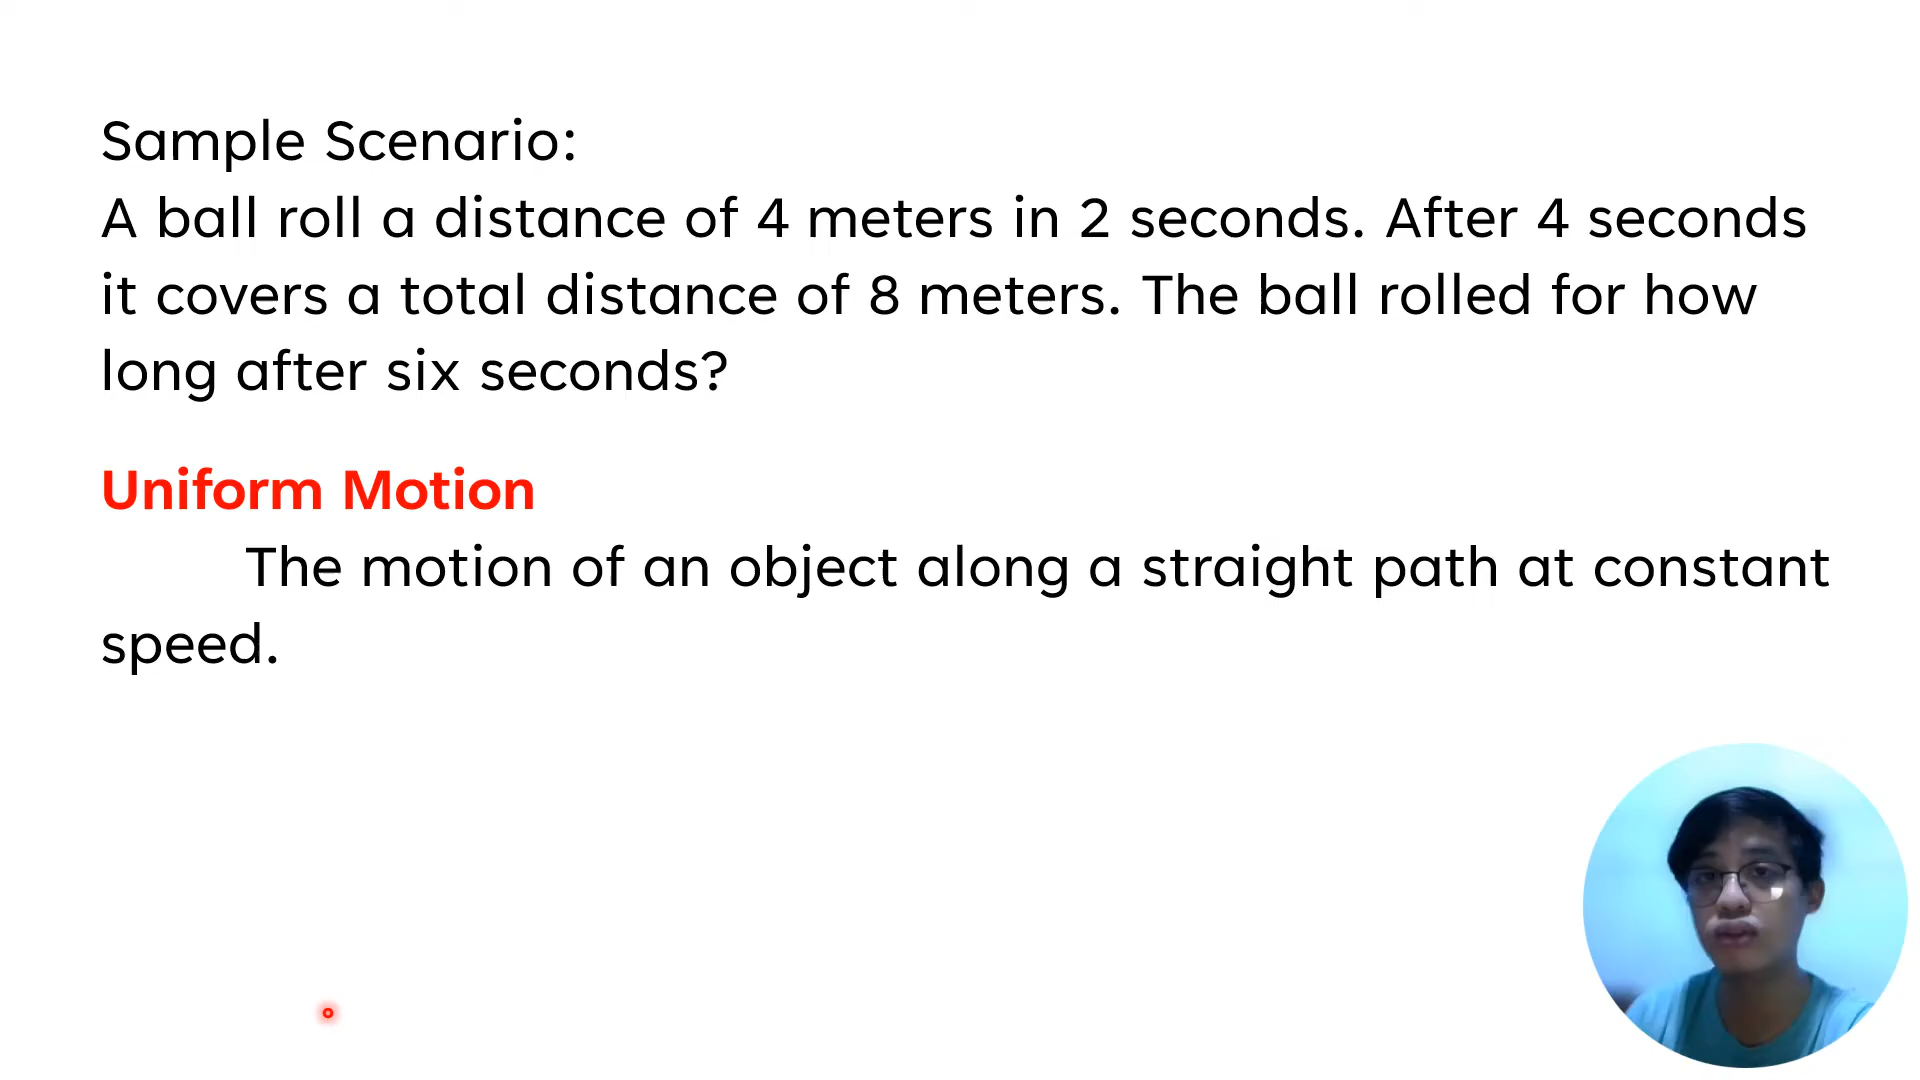 Sample Scenario:
A ball roll a distance of 4 meters in 2 seconds. After 4 seconds
it covers a total distance of 8 meters. The ball rolled for how
long after six seconds?
Uniform Motion
The motion of an object along a straight path at constant
speed.